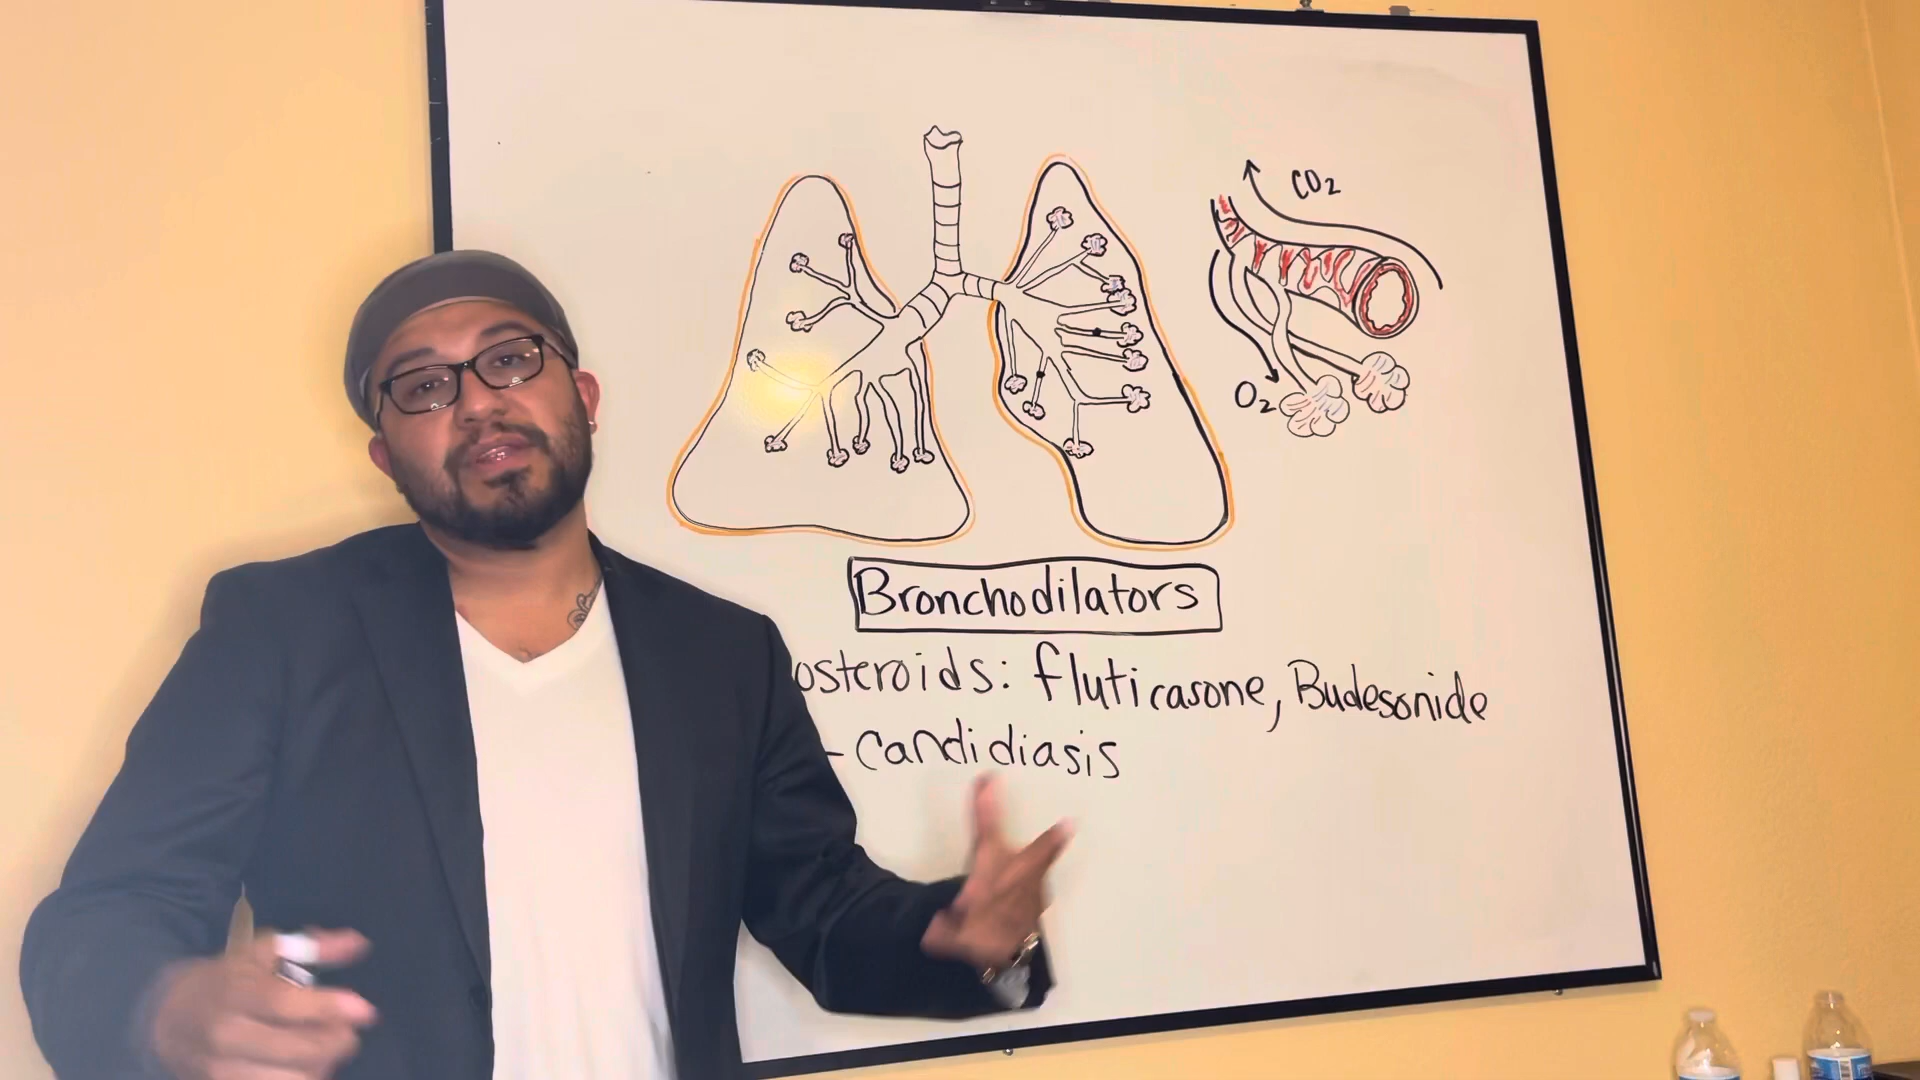 CO2
O2
Bronchodilators
osteroids: fluticasone, Budesonide
- Candidiasis